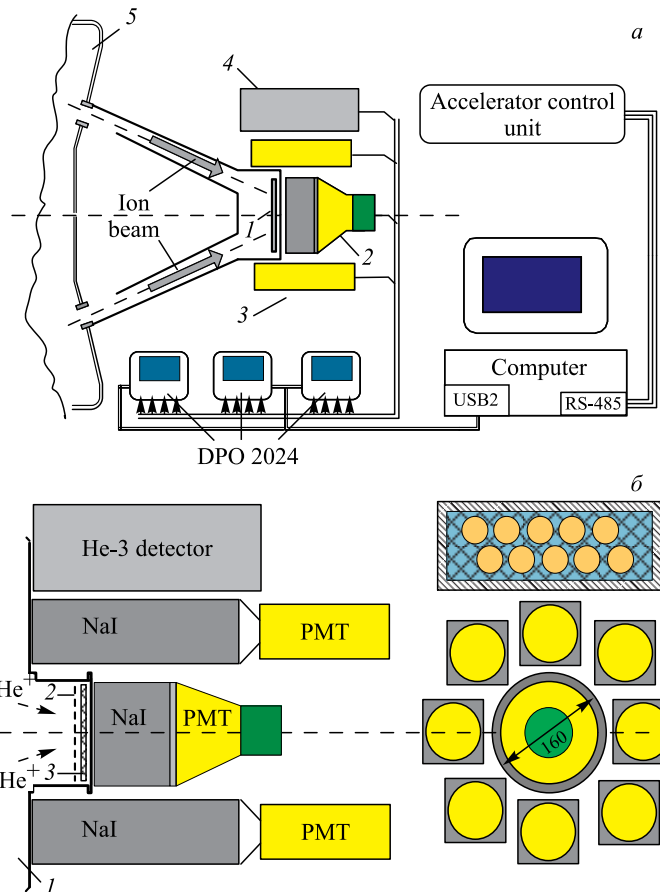 5
а
4
Accelerator control
unit
Ion
beam
1
2
3
Computer
USB2
RS-485
DPO 2024
б
He-3 detector
NaI
PMT
He+
2
NaI
PMT
160
He+
3
NaI
PMT
1